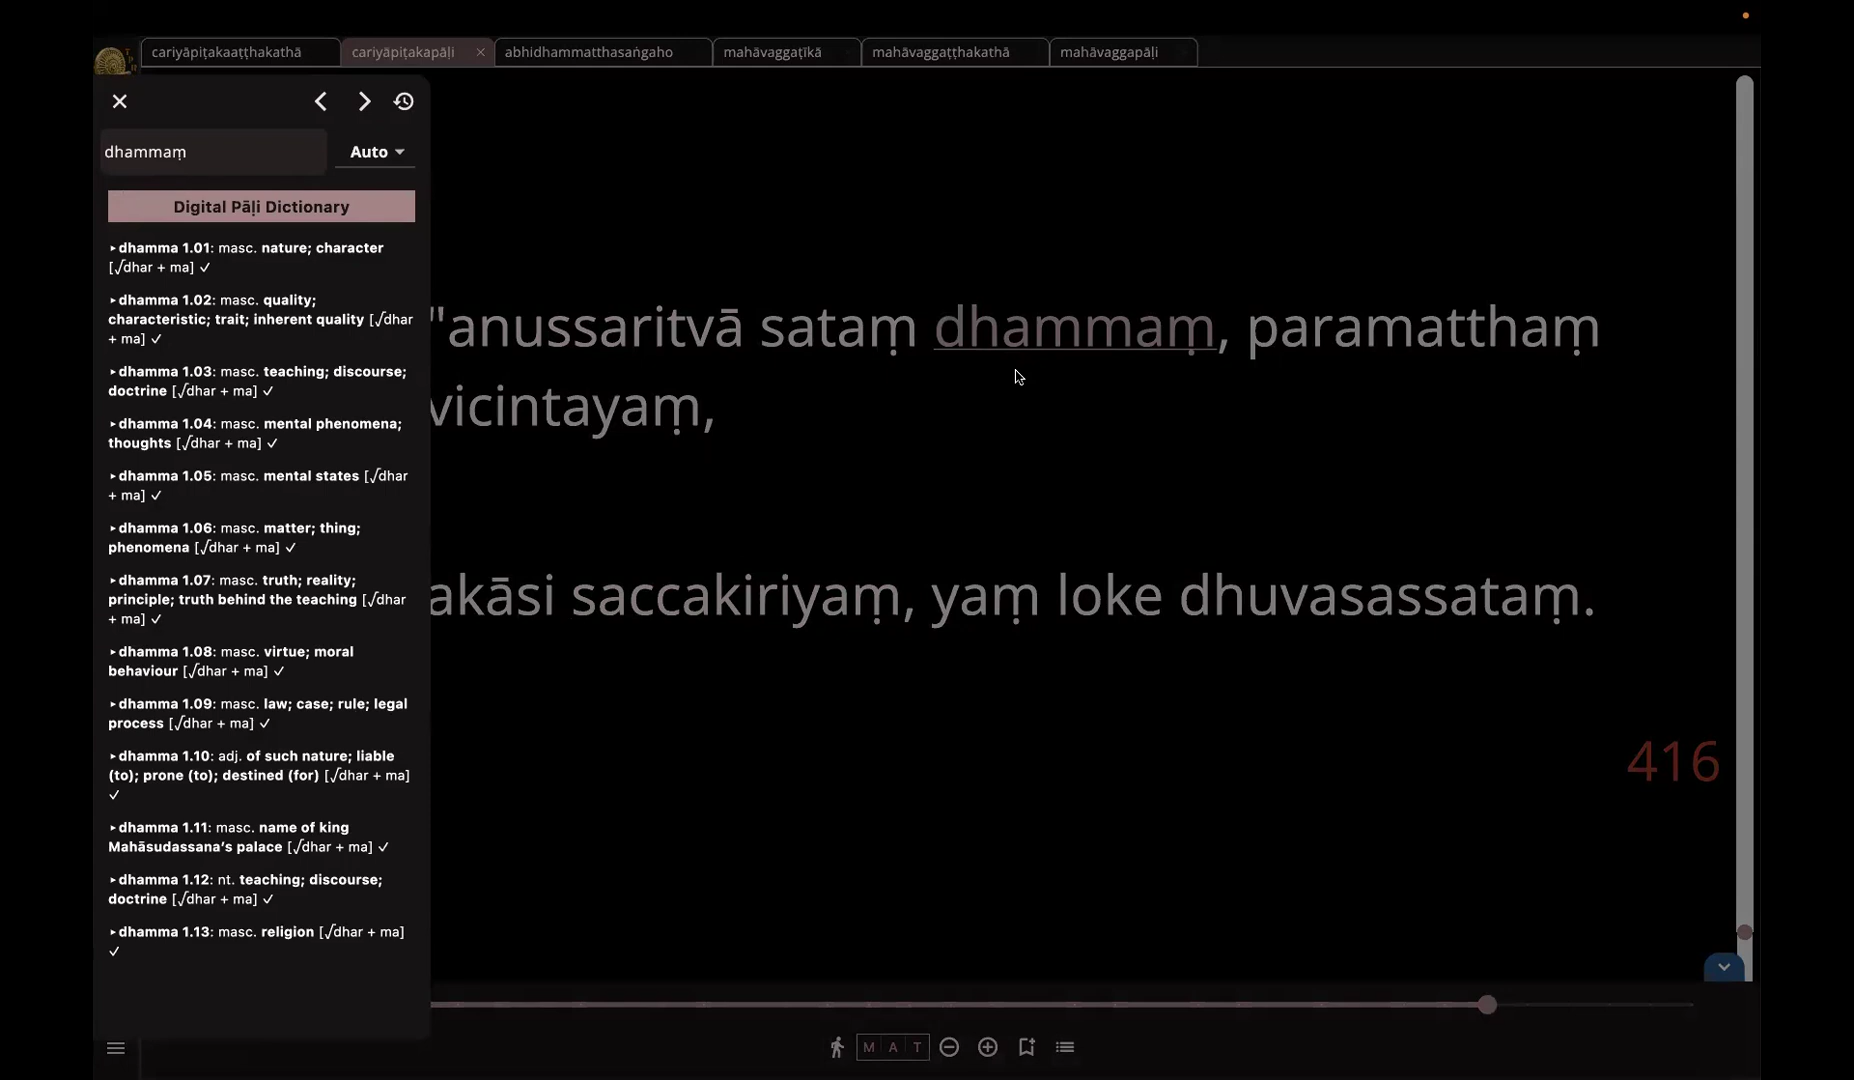 cariyāpiṭakaaṭṭhakathā
cariyāpiṭakapāḷi
abhidhammatthasaṅgaho
mahāvaggaṭīkā
mahāvaggaṭṭhakathā
mahāvaggapāḷi
dhammaṃ
Auto
Digital Pāḷi Dictionary
▸dhamma 1.01: masc. nature; character
[√dhar + ma] ✓
▸dhamma 1.02: masc. quality;
characteristic; trait; inherent quality [√dhar
+ ma] ✓
▸dhamma 1.03: masc. teaching; discourse;
doctrine [√dhar + ma] ✓
▸dhamma 1.04: masc. mental phenomena;
thoughts [√dhar + ma] ✓
▸dhamma 1.05: masc. mental states [√dhar
+ ma] ✓
▸dhamma 1.06: masc. matter; thing;
phenomena [√dhar + ma] ✓
▸dhamma 1.07: masc. truth; reality;
principle; truth behind the teaching [√dhar
+ ma] ✓
▸dhamma 1.08: masc. virtue; moral
behaviour [√dhar + ma] ✓
▸dhamma 1.09: masc. law; case; rule; legal
process [√dhar + ma] ✓
▸dhamma 1.10: adj. of such nature; liable
(to); prone (to); destined (for) [√dhar + ma]
✓
▸dhamma 1.11: masc. name of king
Mahāsudassana’s palace [√dhar + ma] ✓
▸dhamma 1.12: nt. teaching; discourse;
doctrine [√dhar + ma] ✓
▸dhamma 1.13: masc. religion [√dhar + ma]
✓
"anussaritvā sataṃ dhammaṃ, paramatthaṃ
vicintayaṃ,
akāsi saccakiriyaṃ, yaṃ loke dhuvasassataṃ.
416
M A T